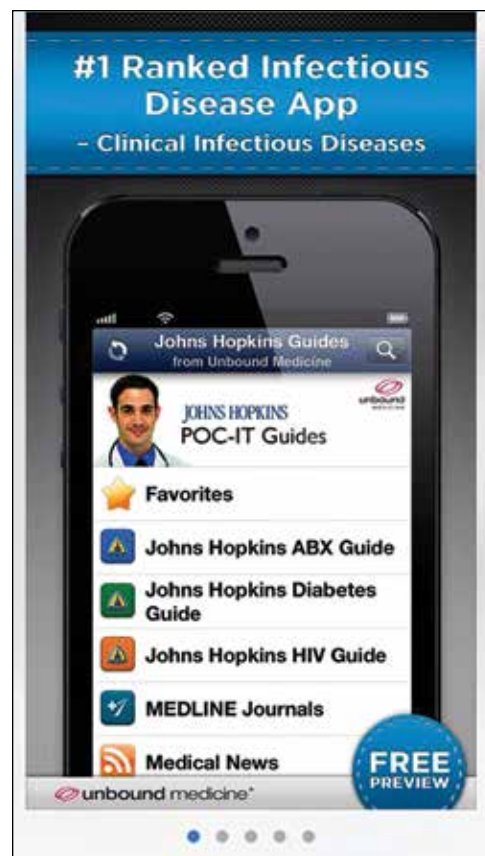 #1 Ranked Infectious
Disease App
– Clinical Infectious Diseases
Johns Hopkins Guides
from Unbound Medicine
unbound
MEDICINE
JOHNS HOPKINS
POC-IT Guides
Favorites
Johns Hopkins ABX Guide
Johns Hopkins Diabetes
Guide
Johns Hopkins HIV Guide
MEDLINE Journals
Medical News
FREE
PREVIEW
unbound medicine*